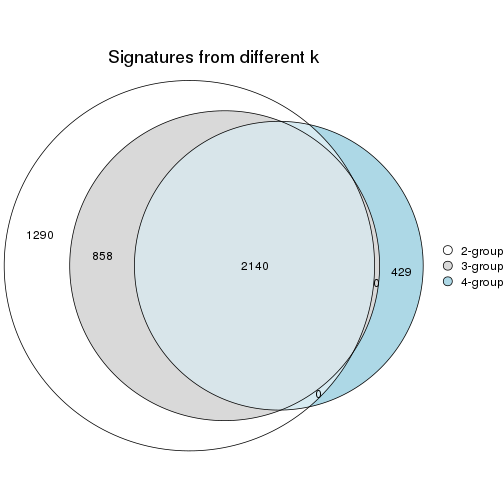 Signatures from different k
1290
858
2140
0
429
0
2-group
3-group
4-group